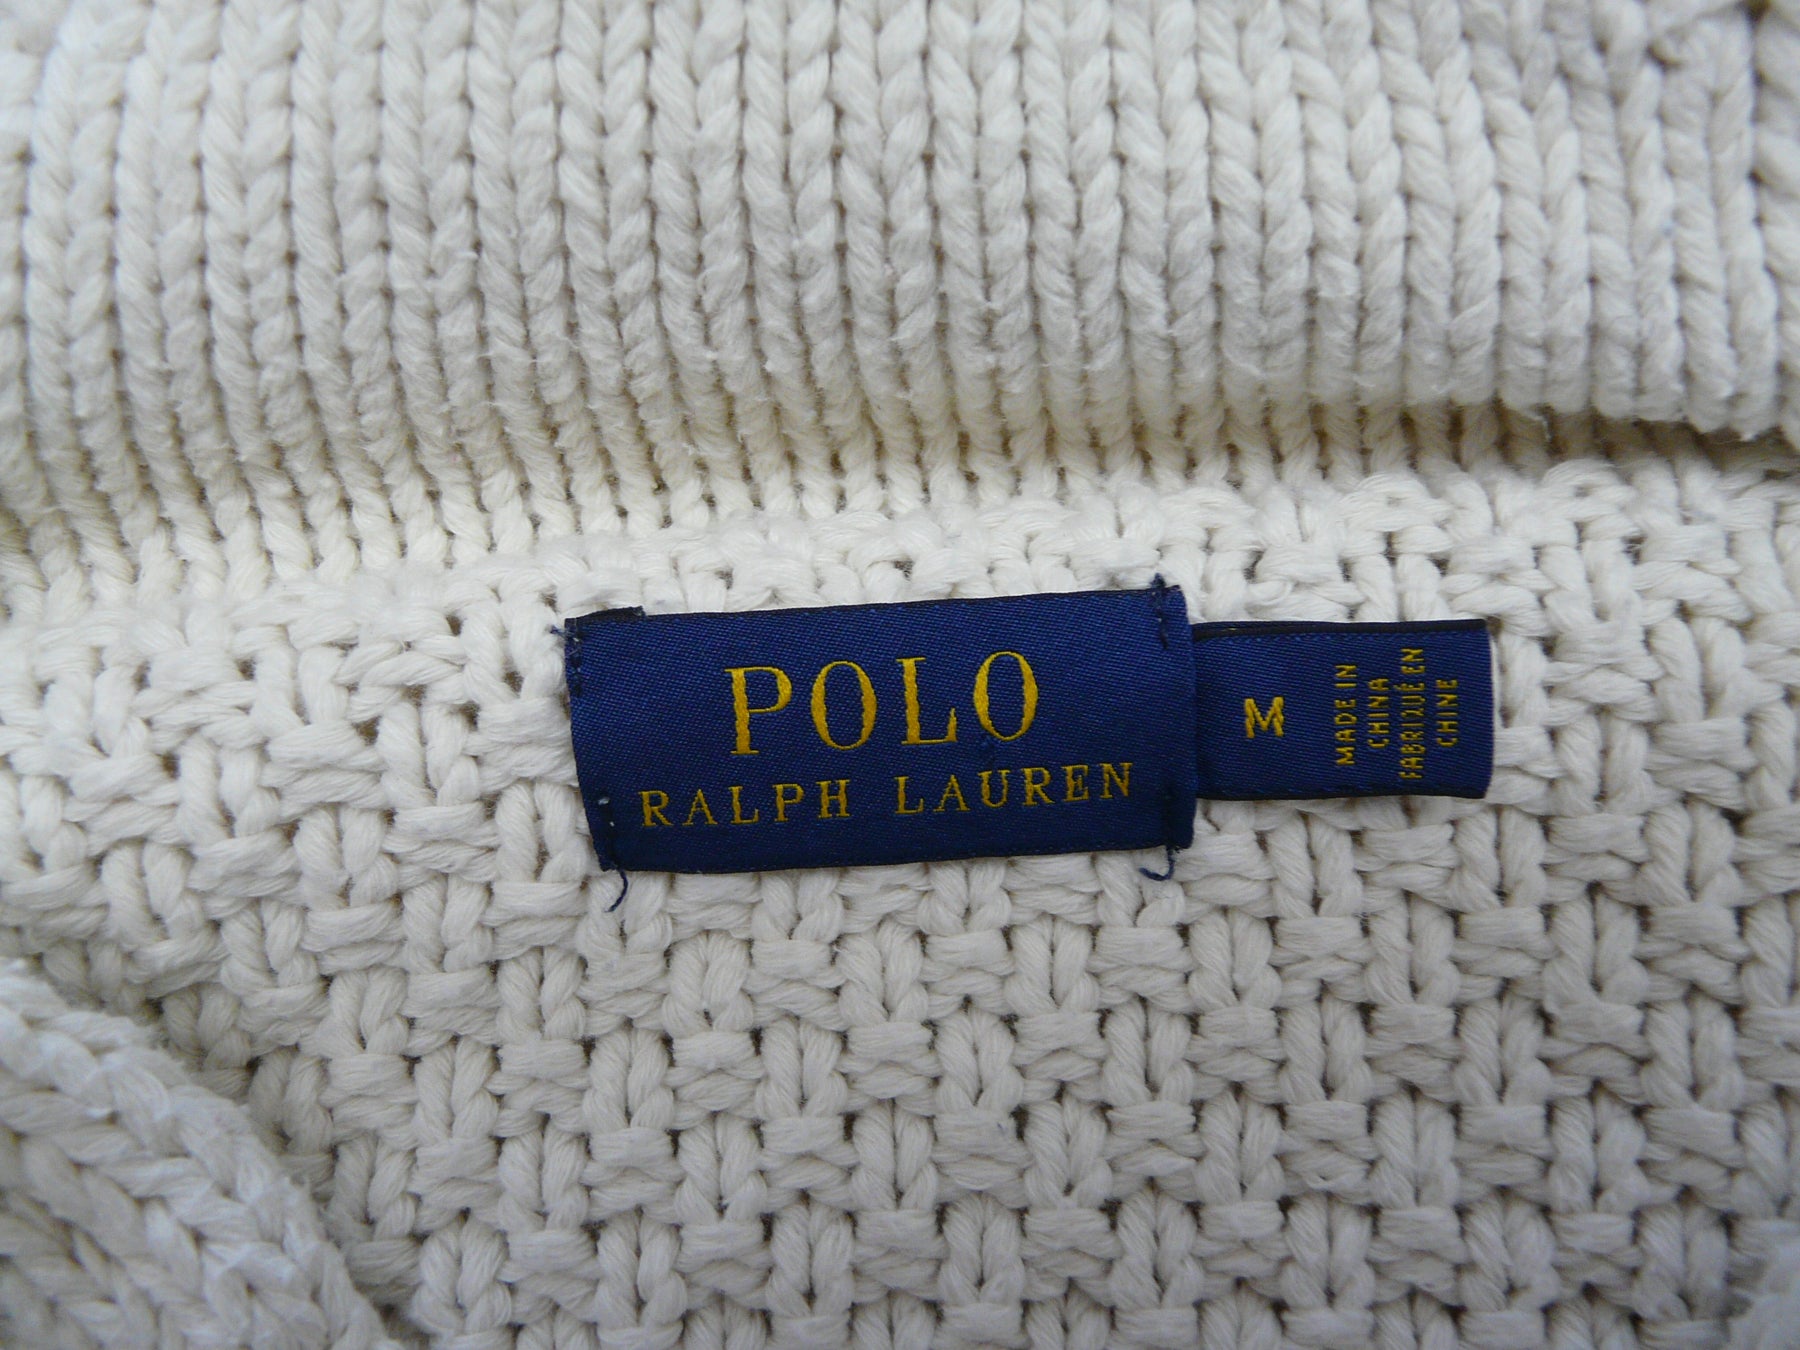 POLO
RALPH LAUREN
M
MADE IN
CHINA
FABRIQUÉ EN
CHINE